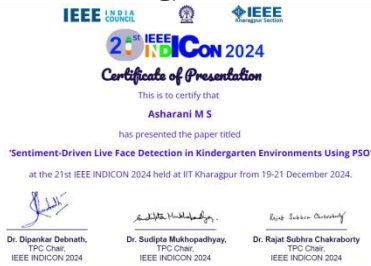 IEEE INDIA COUNCIL
IEEE Kharagpur Section
21st IEEE INDICON 2024
Certificate of Presentation
This is to certify that
Asharani M S
has presented the paper titled
'Sentiment-Driven Live Face Detection in Kindergarten Environments Using PSO'
at the 21st IEEE INDICON 2024 held at IIT Kharagpur from 19-21 December 2024.
Dr. Dipankar Debnath, Dr. Sudipta Mukhopadhyay, Dr. Rajat Subhra Chakraborty
TPC Chair, TPC Chair, TPC Chair,
IEEE INDICON 2024 IEEE INDICON 2024 IEEE INDICON 2024